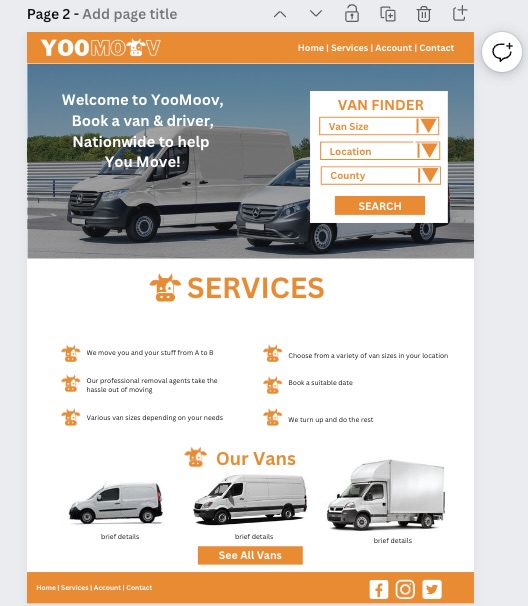 Page 2 - Add page title
YOOMOOV
Home | Services | Account | Contact
Welcome to YooMoov,
Book a van & driver,
Nationwide to help
You Move!
VAN FINDER
Van Size
Location
County
SEARCH
SERVICES
We move you and your stuff from A to B
Our professional removal agents take the
hassle out of moving
Various van sizes depending on your needs
Choose from a variety of van sizes in your location
Book a suitable date
We turn up and do the rest
Our Vans
brief details
brief details
brief details
See All Vans
Home | Services | Account | Contact